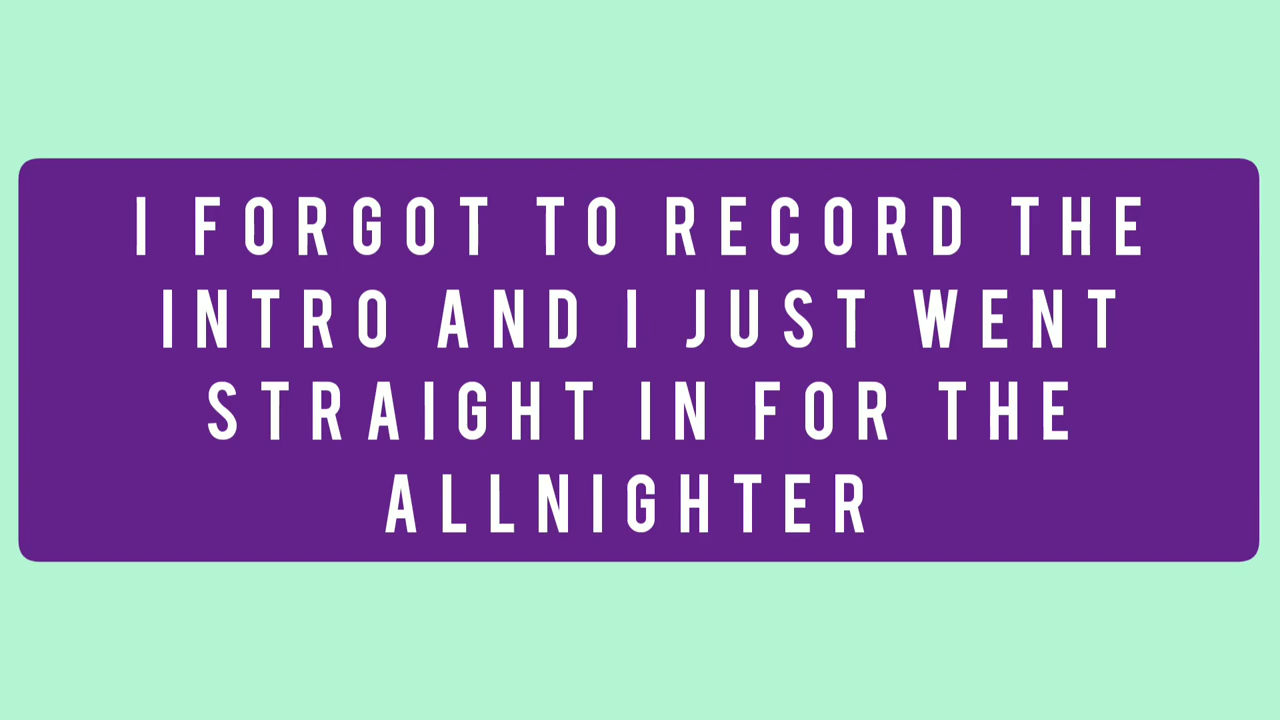 I FORGOT TO RECORD THE
INTRO AND I JUST WENT
STRAIGHT IN FOR THE
ALLNIGHTER